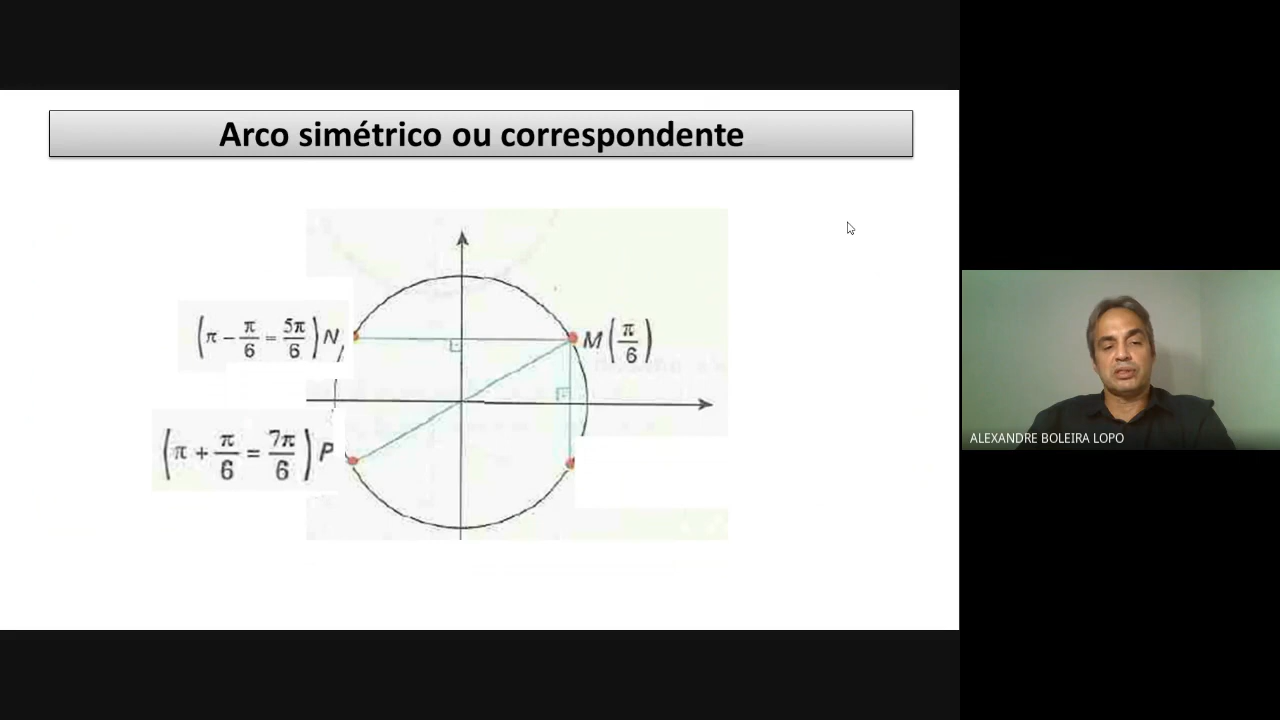 Arco simétrico ou correspondente
(π − π/6 = 5π/6) N
M (π/6)
(π + π/6 = 7π/6) P
ALEXANDRE BOLEIRA LOPO